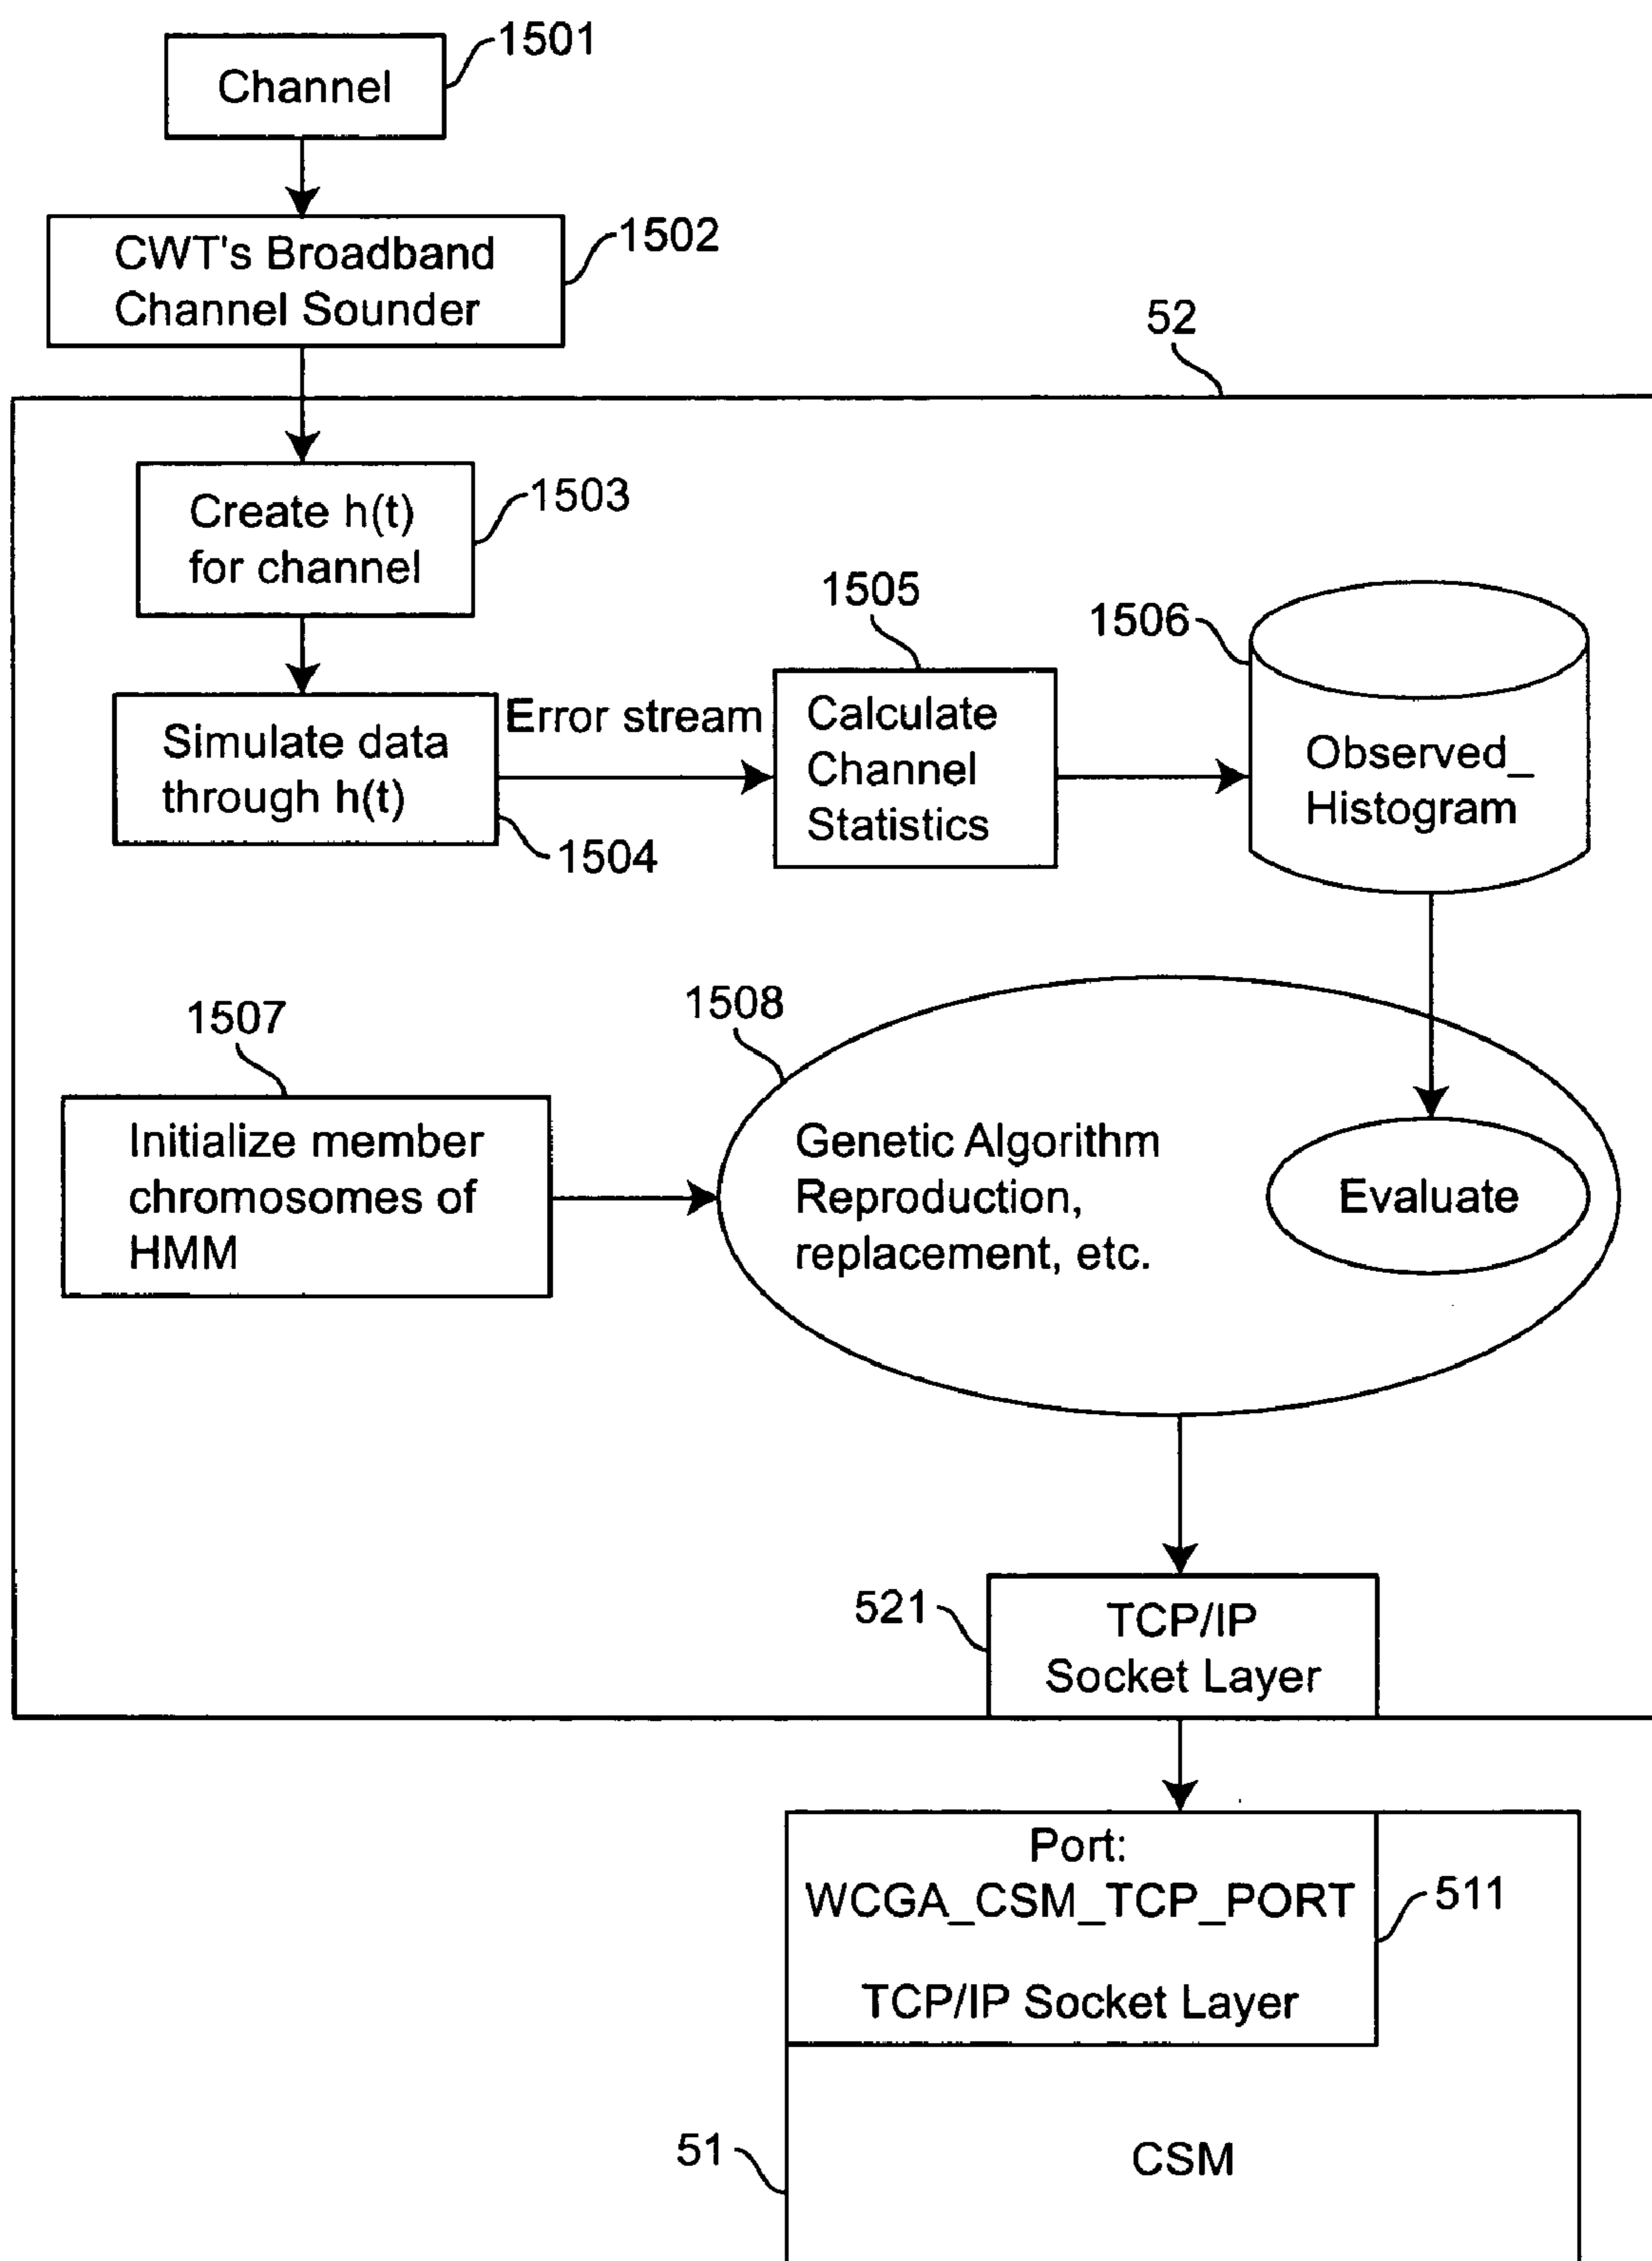 1501
Channel
1502
CWT's Broadband
Channel Sounder
52
1503
Create h(t)
for channel
1504
Simulate data
through h(t)
Error stream
1505
Calculate
Channel
Statistics
1506
Observed_
Histogram
1507
Initialize member
chromosomes of
HMM
1508
Genetic Algorithm
Reproduction,
replacement, etc.
Evaluate
521
TCP/IP
Socket Layer
Port:
WCGA_CSM_TCP_PORT
TCP/IP Socket Layer
511
51
CSM